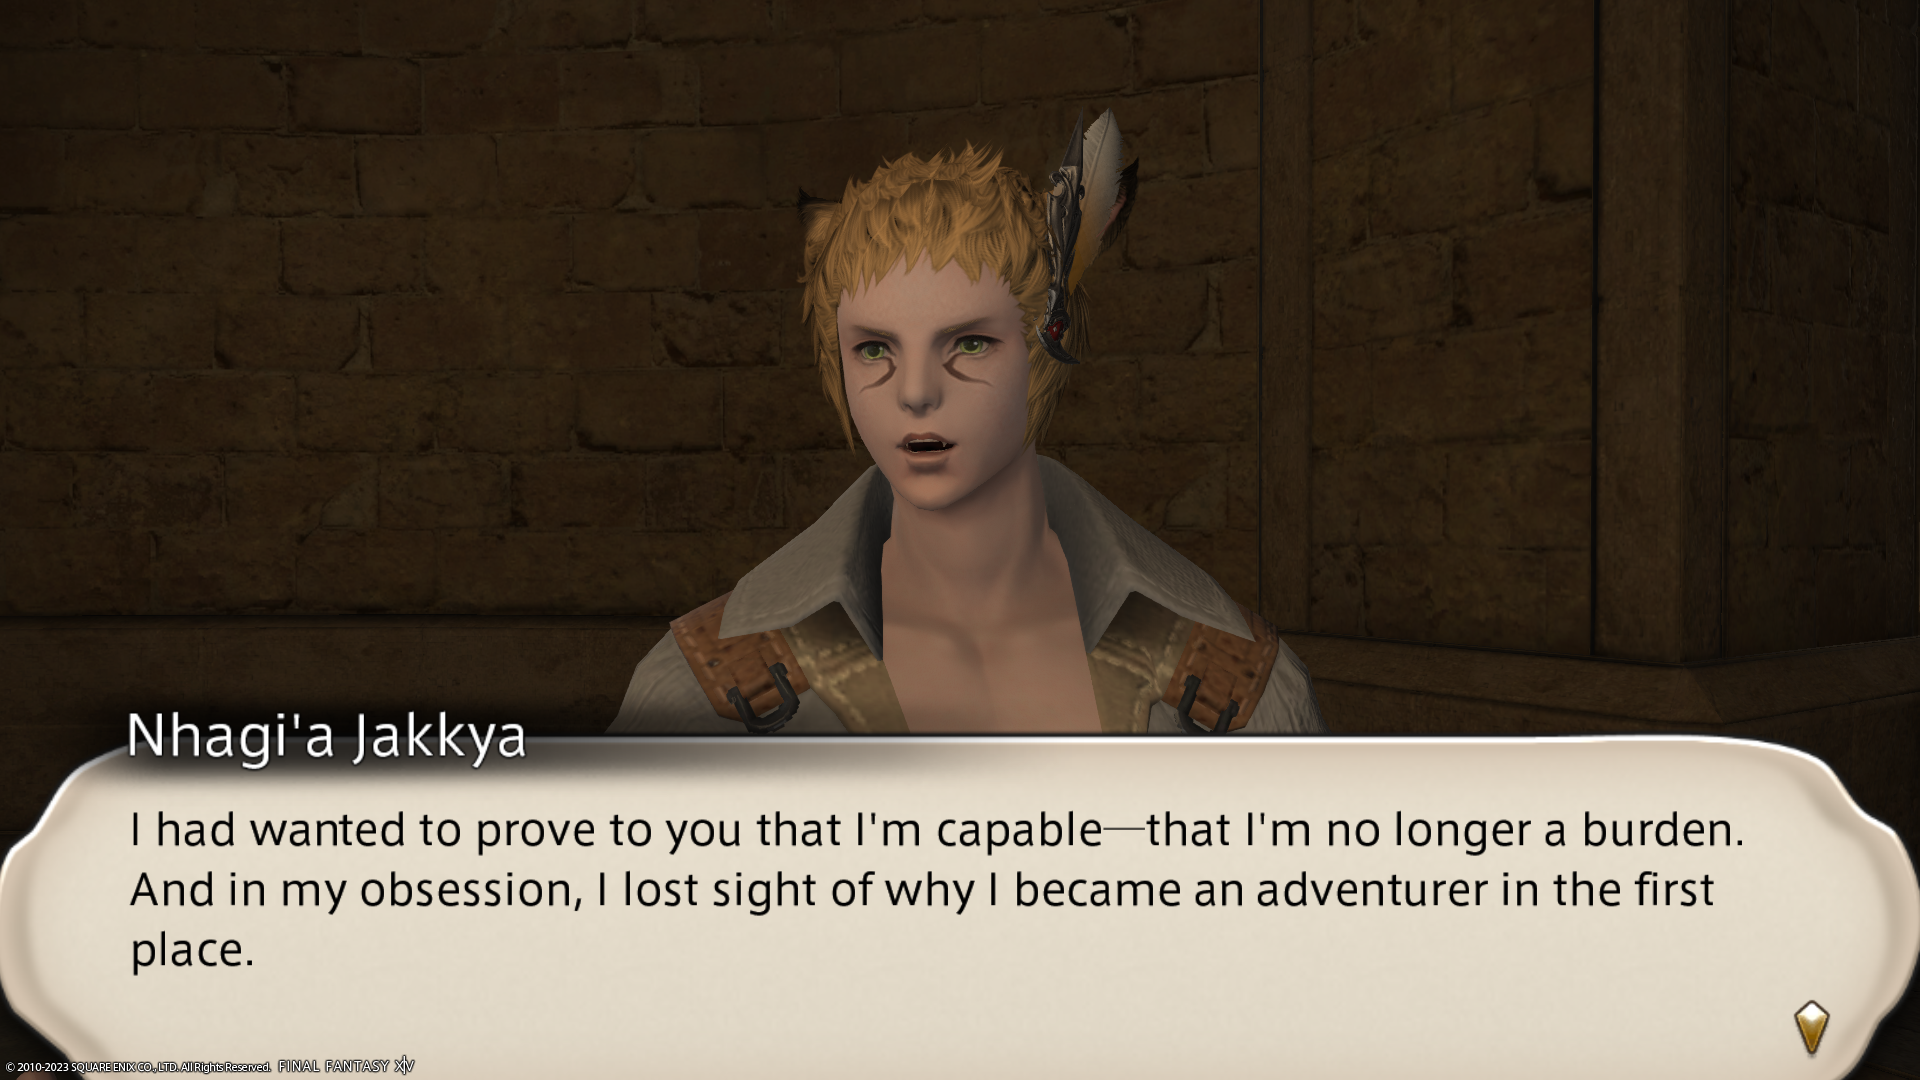 Nhagi'a Jakkya
I had wanted to prove to you that I'm capable—that I'm no longer a burden.
And in my obsession, I lost sight of why I became an adventurer in the first
place.
© 2010-2023 SQUARE ENIX CO., LTD. All Rights Reserved. FINAL FANTASY XIV